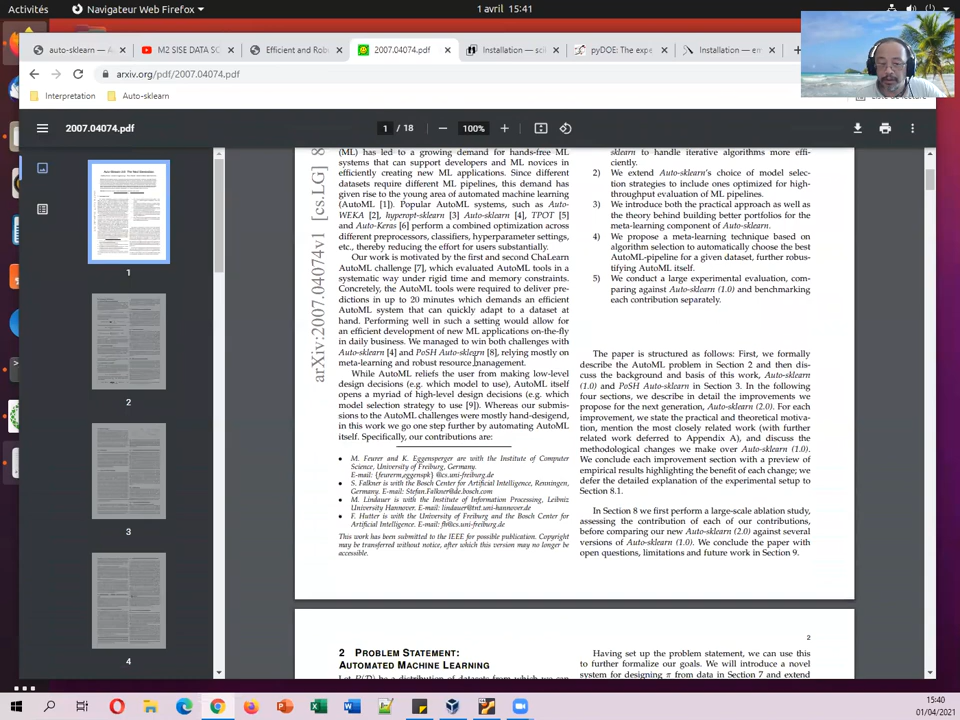 Activités
Navigateur Web Firefox
1 avril 15:41
auto-sklearn — A
M2 SISE DATA SC
Efficient and Rob
2007.04074.pdf
Installation — sci
pyDOE: The expe
Installation — em
arxiv.org/pdf/2007.04074.pdf
Interpretation
Auto-sklearn
2007.04074.pdf
1 / 18
100%
1
2
3
4
arXiv:2007.04074v1 [cs.LG] 8
(ML) has led to a growing demand for hands-free ML
systems that can support developers and ML novices in
efficiently creating new ML applications. Since different
datasets require different ML pipelines, this demand has
given rise to the young area of automated machine learning
(AutoML [1]). Popular AutoML systems, such as Auto-
WEKA [2], hyperopt-sklearn [3] Auto-sklearn [4], TPOT [5]
and Auto-Keras [6] perform a combined optimization across
different preprocessors, classifiers, hyperparameter settings,
etc., thereby reducing the effort for users substantially.
Our work is motivated by the first and second ChaLearn
AutoML challenge [7], which evaluated AutoML tools in a
systematic way under rigid time and memory constraints.
Concretely, the AutoML tools were required to deliver pre-
dictions in up to 20 minutes which demands an efficient
AutoML system that can quickly adapt to a dataset at
hand. Performing well in such a setting would allow for
an efficient development of new ML applications on-the-fly
in daily business. We managed to win both challenges with
Auto-sklearn [4] and PoSH Auto-sklearn [8], relying mostly on
meta-learning and robust resource management.
While AutoML reliefs the user from making low-level
design decisions (e.g. which model to use), AutoML itself
opens a myriad of high-level design decisions (e.g. which
model selection strategy to use [9]). Whereas our submis-
sions to the AutoML challenges were mostly hand-desigend,
in this work we go one step further by automating AutoML
itself. Specifically, our contributions are:
• M. Feurer and K. Eggensperger are with the Institute of Computer
Science, University of Freiburg, Germany.
E-mail: {feurerm,eggenspk} @cs.uni-freiburg.de
• S. Falkner is with the Bosch Center for Artificial Intelligence, Renningen,
Germany. E-mail: Stefan.Falkner@de.bosch.com
• M. Lindauer is with the Institute of Information Processing, Leibniz
University Hannover. E-mail: lindauer@tnt.uni-hannover.de
• F. Hutter is with the University of Freiburg and the Bosch Center for
Artificial Intelligence. E-mail: fh@cs.uni-freiburg.de
This work has been submitted to the IEEE for possible publication. Copyright
may be transferred without notice, after which this version may no longer be
accessible.
sklearn to handle iterative algorithms more effi-
ciently.
2) We extend Auto-sklearn's choice of model selec-
tion strategies to include ones optimized for high-
throughput evaluation of ML pipelines.
3) We introduce both the practical approach as well as
the theory behind building better portfolios for the
meta-learning component of Auto-sklearn.
4) We propose a meta-learning technique based on
algorithm selection to automatically choose the best
AutoML-pipeline for a given dataset, further robus-
tifying AutoML itself.
5) We conduct a large experimental evaluation, com-
paring against Auto-sklearn (1.0) and benchmarking
each contribution separately.
The paper is structured as follows: First, we formally
describe the AutoML problem in Section 2 and then dis-
cuss the background and basis of this work, Auto-sklearn
(1.0) and PoSH Auto-sklearn in Section 3. In the following
four sections, we describe in detail the improvements we
propose for the next generation, Auto-sklearn (2.0). For each
improvement, we state the practical and theoretical motiva-
tion, mention the most closely related work (with further
related work deferred to Appendix A), and discuss the
methodological changes we make over Auto-sklearn (1.0).
We conclude each improvement section with a preview of
empirical results highlighting the benefit of each change; we
defer the detailed explanation of the experimental setup to
Section 8.1.
In Section 8 we first perform a large-scale ablation study,
assessing the contribution of each of our contributions,
before comparing our new Auto-sklearn (2.0) against several
versions of Auto-sklearn (1.0). We conclude the paper with
open questions, limitations and future work in Section 9.
2
2 PROBLEM STATEMENT:
AUTOMATED MACHINE LEARNING
Having set up the problem statement, we can use this
to further formalize our goals. We will introduce a novel
system for designing π from data in Section 7 and extend
15:40
01/04/2021